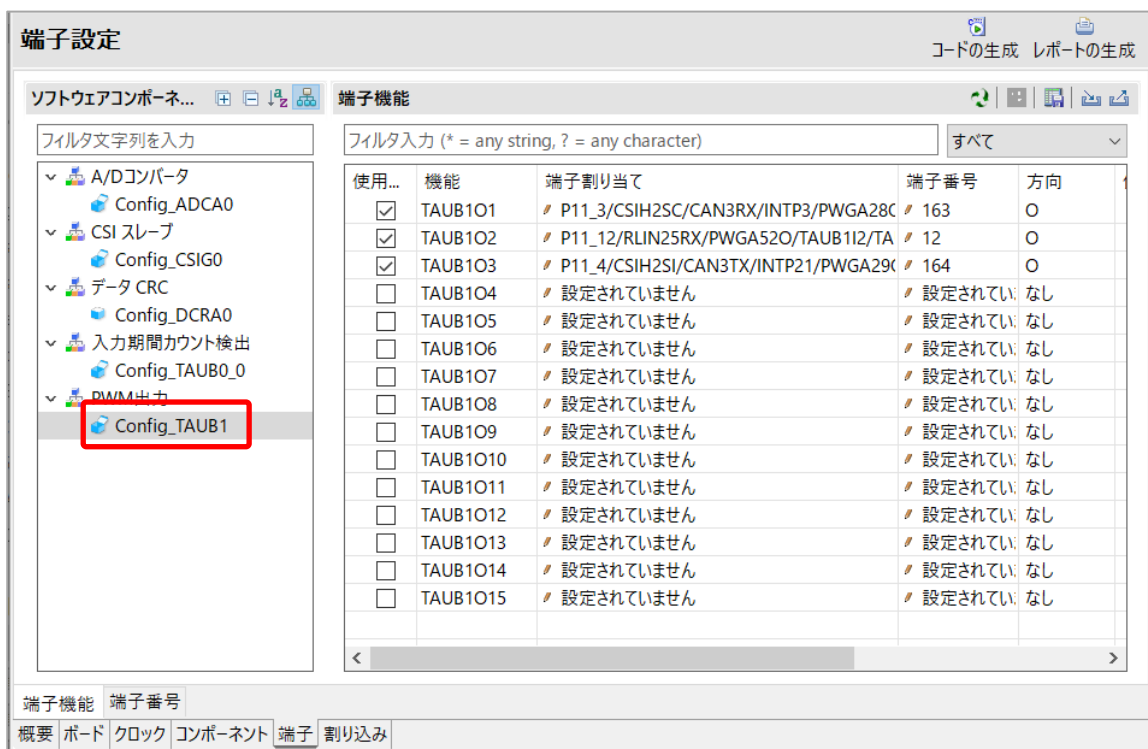 端子設定
コードの生成 レポートの生成
ソフトウェアコンポーネ...
端子機能
フィルタ文字列を入力
フィルタ入力 (* = any string, ? = any character)
すべて
A/Dコンバータ
Config_ADCA0
CSI スレーブ
Config_CSIG0
データ CRC
Config_DCRA0
入力期間カウント検出
Config_TAUB0_0
PWM出力
Config_TAUB1
使用... 機能 端子割り当て 端子番号 方向
TAUB1O1 P11_3/CSIH2SC/CAN3RX/INTP3/PWGA28O 163 O
TAUB1O2 P11_12/RLIN25RX/PWGA52O/TAUB1I2/TA 12 O
TAUB1O3 P11_4/CSIH2SI/CAN3TX/INTP21/PWGA29O 164 O
TAUB1O4 設定されていません 設定されてい なし
TAUB1O5 設定されていません 設定されてい なし
TAUB1O6 設定されていません 設定されてい なし
TAUB1O7 設定されていません 設定されてい なし
TAUB1O8 設定されていません 設定されてい なし
TAUB1O9 設定されていません 設定されてい なし
TAUB1O10 設定されていません 設定されてい なし
TAUB1O11 設定されていません 設定されてい なし
TAUB1O12 設定されていません 設定されてい なし
TAUB1O13 設定されていません 設定されてい なし
TAUB1O14 設定されていません 設定されてい なし
TAUB1O15 設定されていません 設定されてい なし
端子機能 端子番号
概要 ボード クロック コンポーネント 端子 割り込み